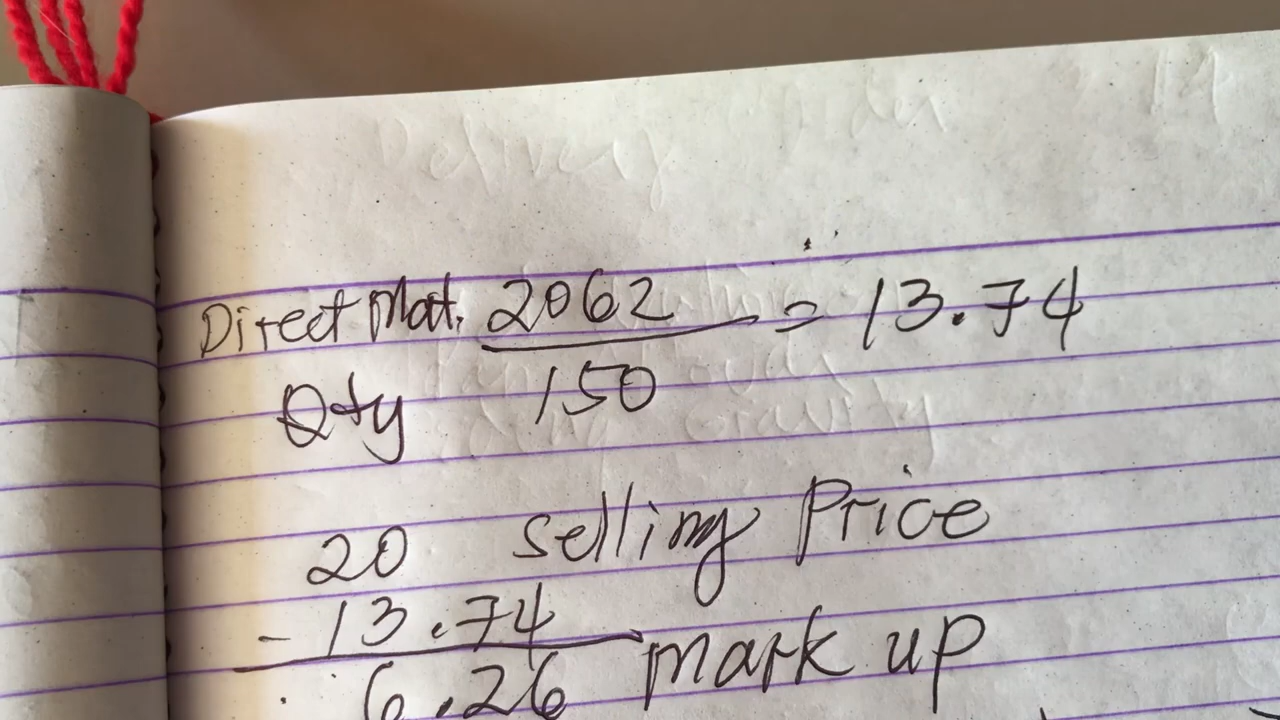 Direct Mat. 2062 = 13.74
Qty 150
20 Selling Price
- 13.74
6.26 mark up